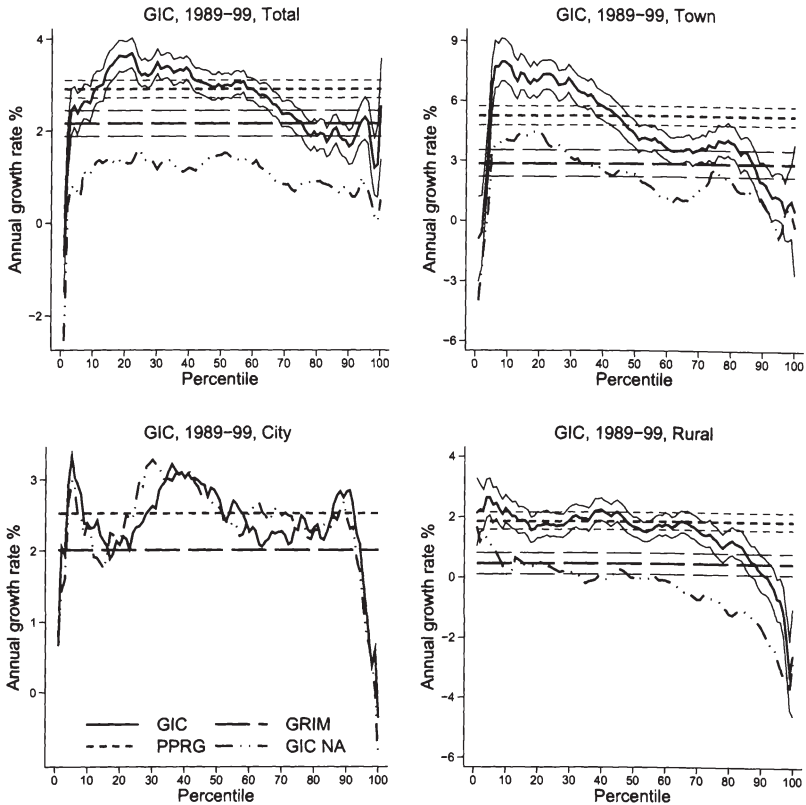 GIC, 1989−99, Total
Annual growth rate %
4
2
0
−2
0 10 20 30 40 50 60 70 80 90 100
Percentile
GIC, 1989−99, Town
Annual growth rate %
9
6
3
0
−3
−6
0 10 20 30 40 50 60 70 80 90 100
Percentile
GIC, 1989−99, City
Annual growth rate %
3
2
1
0
GIC GRIM
PPRG GIC NA
0 10 20 30 40 50 60 70 80 90 100
Percentile
GIC, 1989−99, Rural
Annual growth rate %
4
2
0
−2
−4
−6
0 10 20 30 40 50 60 70 80 90 100
Percentile